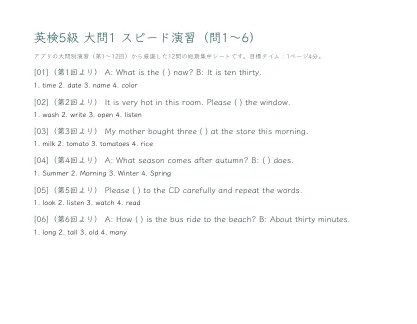 英検5級 大問1 スピード演習（問1〜6）
アプリの大問別演習（第1〜12回）から厳選した12問の短期集中シートです。目標タイム：1ページ4分。
[01]（第1回より） A: What is the ( ) now? B: It is ten thirty.
1. time 2. date 3. name 4. color
[02]（第2回より） It is very hot in this room. Please ( ) the window.
1. wash 2. write 3. open 4. listen
[03]（第3回より） My mother bought three ( ) at the store this morning.
1. milk 2. tomato 3. tomatoes 4. rice
[04]（第4回より） A: What season comes after autumn? B: ( ) does.
1. Summer 2. Morning 3. Winter 4. Spring
[05]（第5回より） Please ( ) to the CD carefully and repeat the words.
1. look 2. listen 3. watch 4. read
[06]（第6回より） A: How ( ) is the bus ride to the beach? B: About thirty minutes.
1. long 2. tall 3. old 4. many